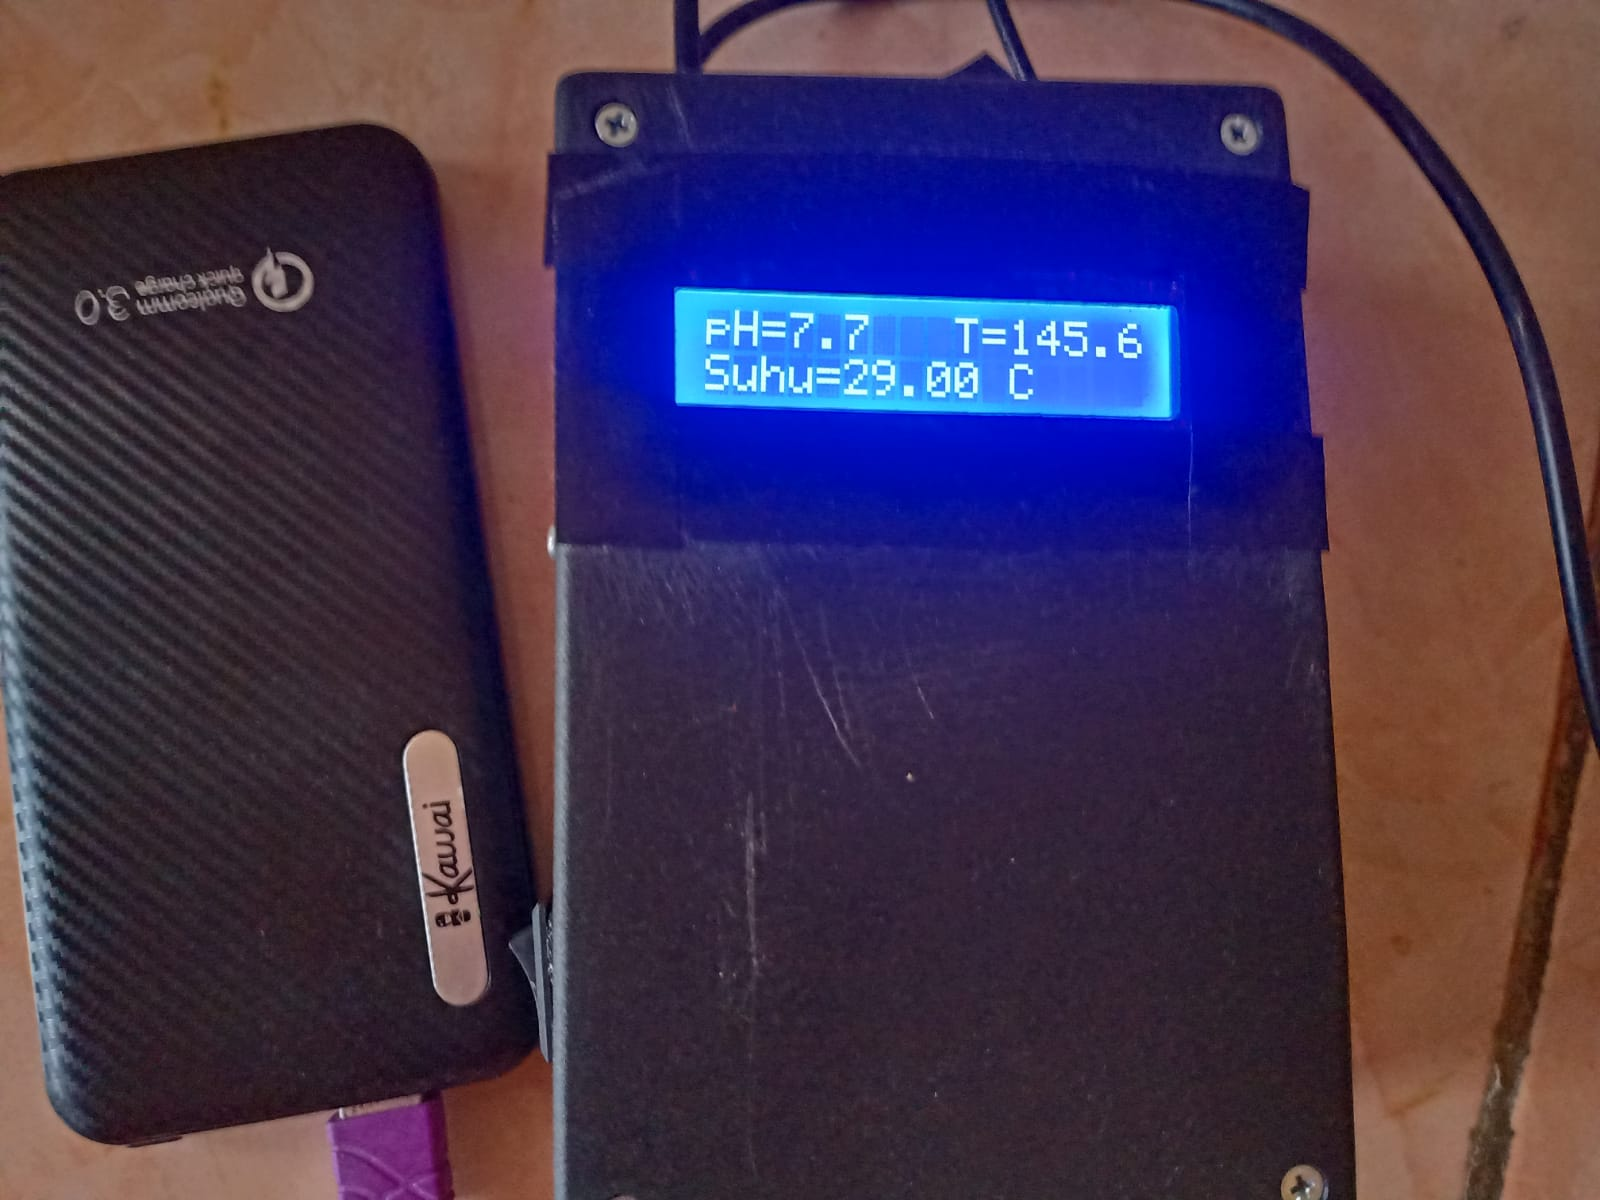 pH=7.7 T=145.6
Suhu=29.00 C
Qualcomm
quick charge
3.0
Kawai